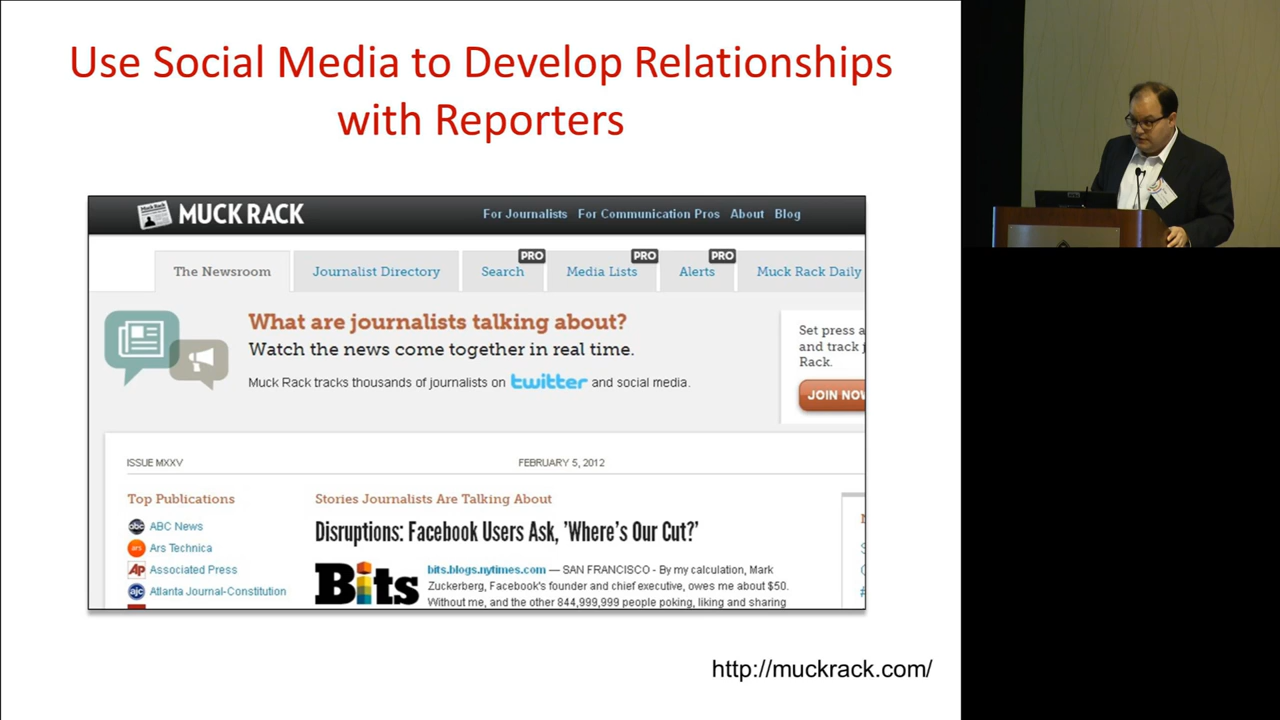 Use Social Media to Develop Relationships
with Reporters
MUCK RACK
For Journalists For Communication Pros About Blog
PRO PRO PRO
The Newsroom Journalist Directory Search Media Lists Alerts Muck Rack Daily
What are journalists talking about?
Watch the news come together in real time.
Muck Rack tracks thousands of journalists on twitter and social media.
Set press a
and track j
Rack.
JOIN NOW
ISSUE MXXV FEBRUARY 5, 2012
Top Publications
abc ABC News
ars Ars Technica
AP Associated Press
ajc Atlanta Journal-Constitution
Stories Journalists Are Talking About
Disruptions: Facebook Users Ask, 'Where's Our Cut?'
Bits
bits.blogs.nytimes.com — SAN FRANCISCO - By my calculation, Mark
Zuckerberg, Facebook's founder and chief executive, owes me about $50.
Without me, and the other 844,999,999 people poking, liking and sharing
http://muckrack.com/